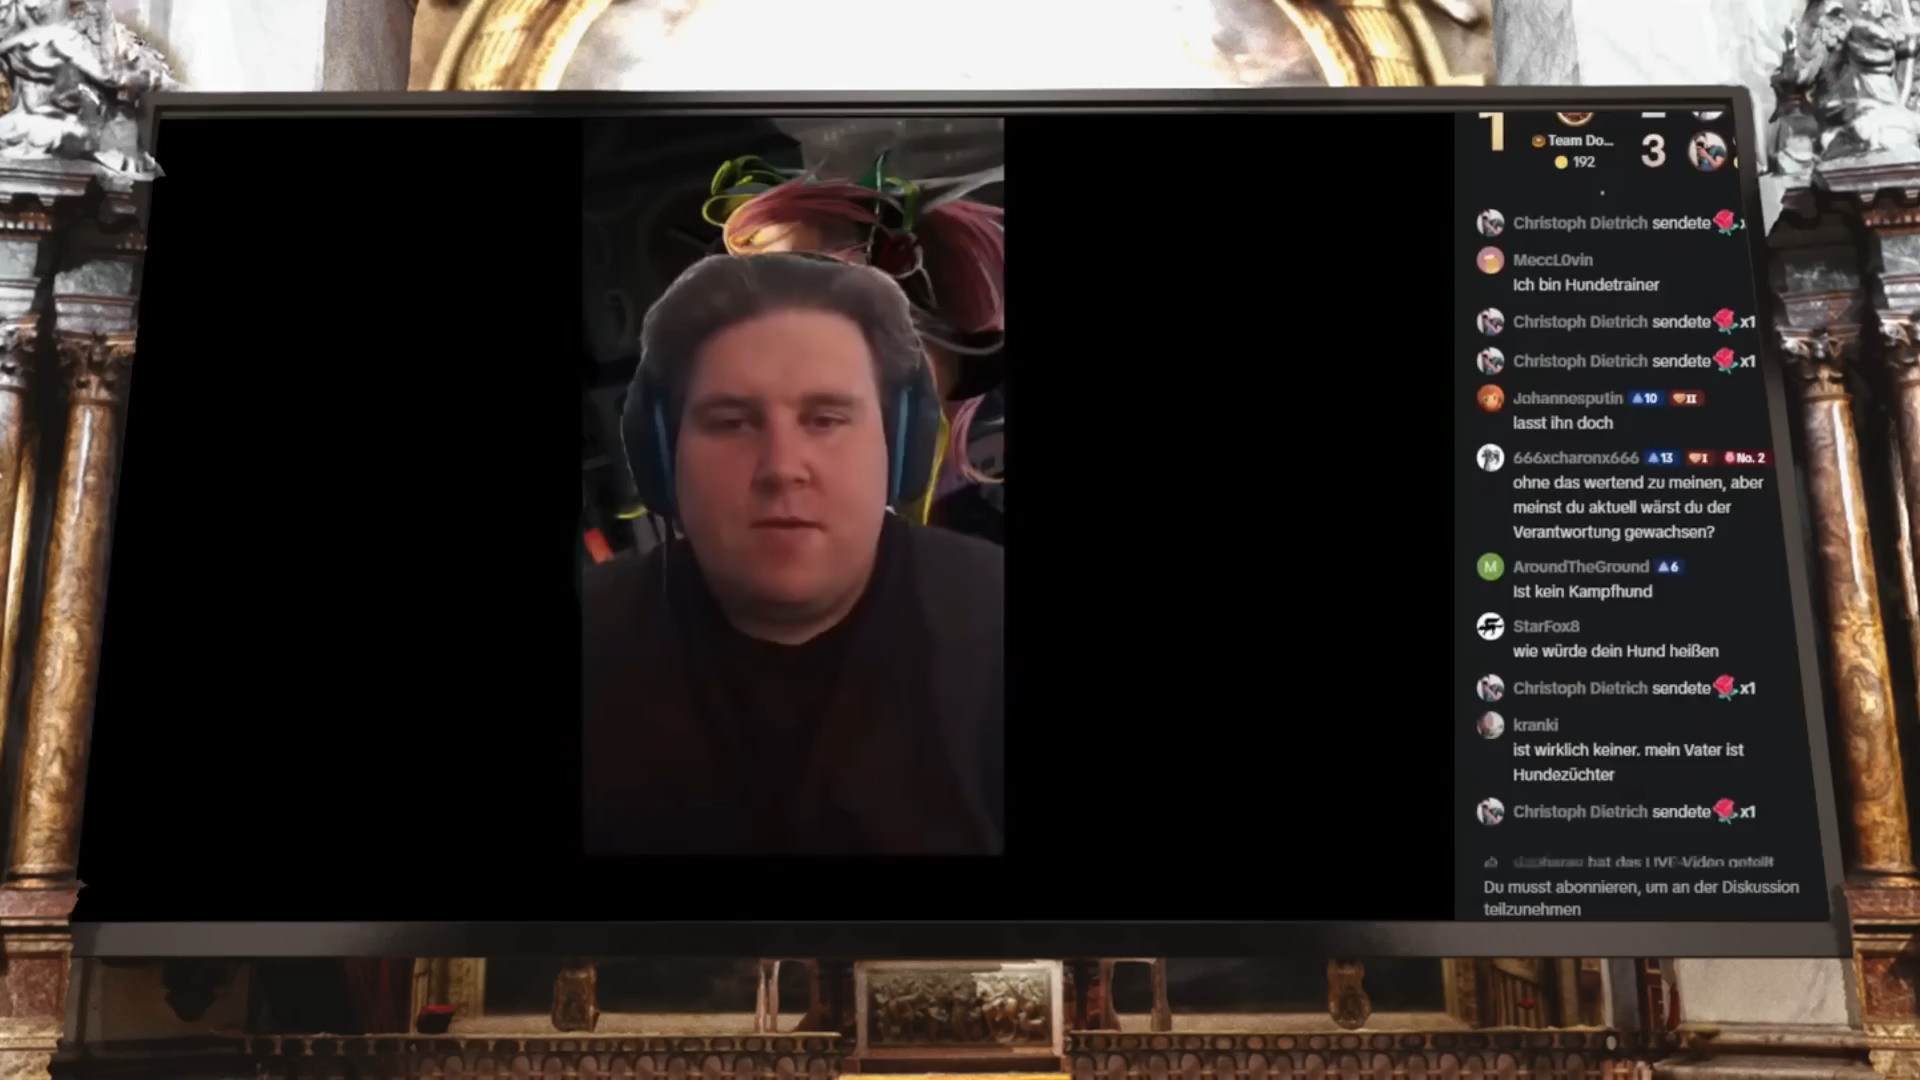 1
Team Do...
192
3
Christoph Dietrich sendete
MeccL0vin
Ich bin Hundetrainer
Christoph Dietrich sendete x1
Christoph Dietrich sendete x1
Johannesputin 10 II
lasst ihn doch
666xcharonx666 13 I No. 2
ohne das wertend zu meinen, aber
meinst du aktuell wärst du der
Verantwortung gewachsen?
M AroundTheGround 6
Ist kein Kampfhund
StarFox8
wie würde dein Hund heißen
Christoph Dietrich sendete x1
kranki
ist wirklich keiner. mein Vater ist
Hundezüchter
Christoph Dietrich sendete x1
hat das LIVE-Video geteilt
Du musst abonnieren, um an der Diskussion
teilzunehmen